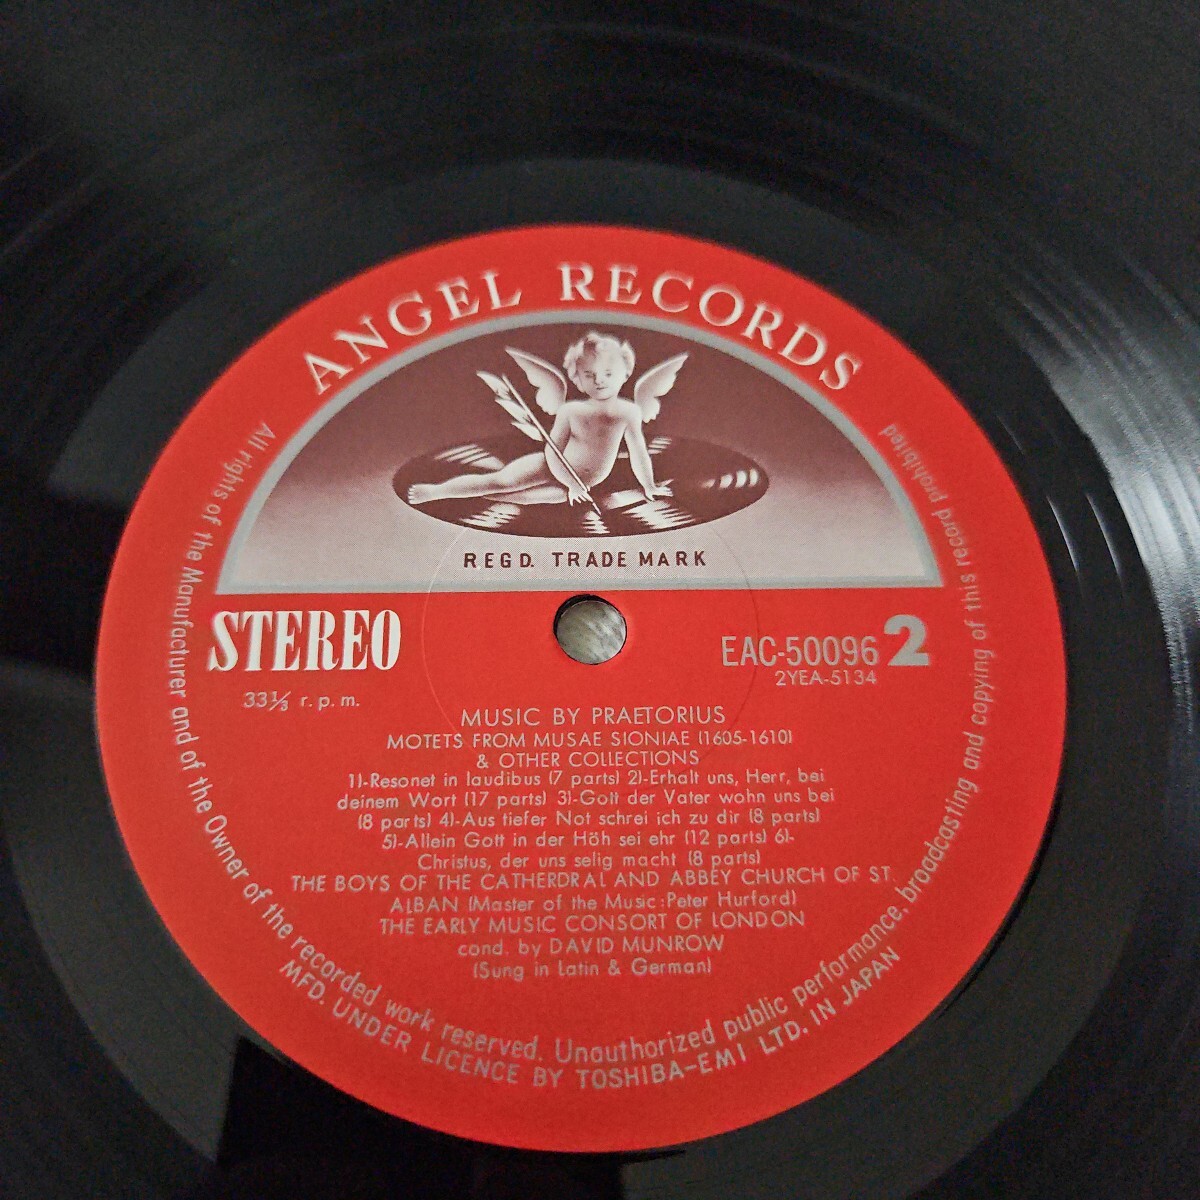 ANGEL RECORDS
REGD. TRADE MARK
STEREO
33⅓ r.p.m.
EAC-50096 2
2YEA-5134
MUSIC BY PRAETORIUS
MOTETS FROM MUSAE SIONIAE (1605-1610)
& OTHER COLLECTIONS
1)-Resonet in laudibus (7 parts) 2)-Erhalt uns, Herr, bei
deinem Wort (17 parts) 3)-Gott der Vater wohn uns bei
(8 parts) 4)-Aus tiefer Not schrei ich zu dir (8 parts)
5)-Allein Gott in der Höh sei ehr (12 parts) 6)-
Christus, der uns selig macht (8 parts)
THE BOYS OF THE CATHERDRAL AND ABBEY CHURCH OF ST.
ALBAN (Master of the Music :Peter Hurford)
THE EARLY MUSIC CONSORT OF LONDON
cond. by DAVID MUNROW
(Sung in Latin & German)
All rights of the Manufacturer and of the Owner of the recorded work reserved. Unauthorized public performance, broadcasting and copying of this record prohibited
MFD. UNDER LICENCE BY TOSHIBA-EMI LTD. IN JAPAN